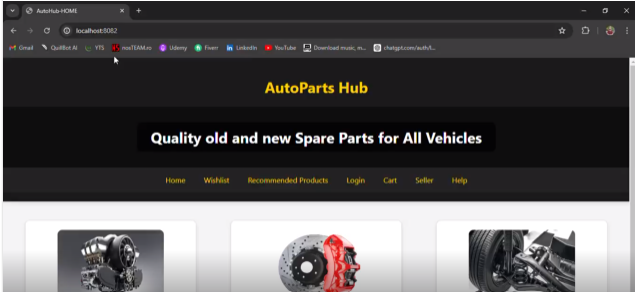 AutoHub-HOME
localhost:8082
Gmail QuillBot AI YTS nosTEAM.ro Udemy Fiverr LinkedIn YouTube Download music, m... chatgpt.com/auth/l...
AutoParts Hub
Quality old and new Spare Parts for All Vehicles
Home Wishlist Recommended Products Login Cart Seller Help